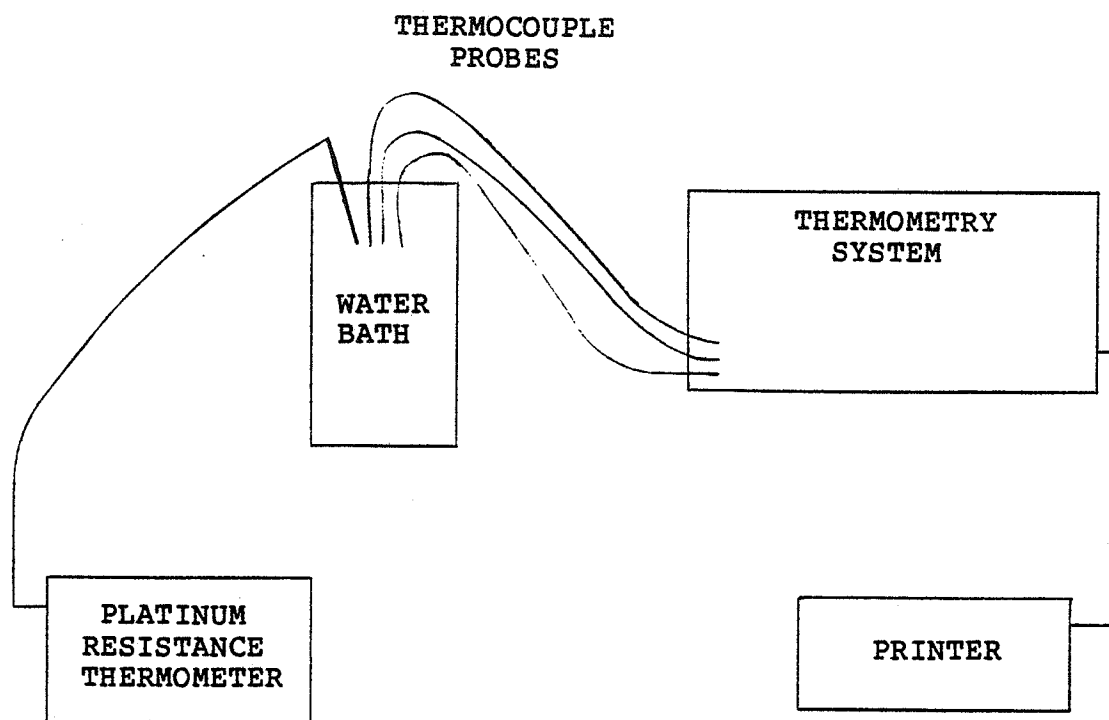 THERMOCOUPLE
PROBES
THERMOMETRY
SYSTEM
WATER
BATH
PLATINUM
RESISTANCE
THERMOMETER
PRINTER